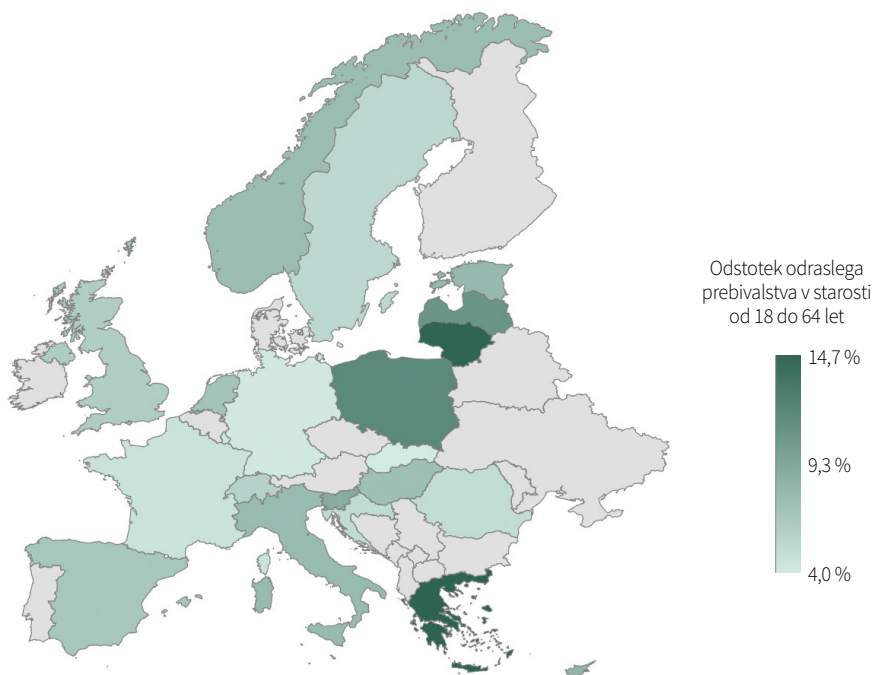 Odstotek odraslega
prebivalstva v starosti
od 18 do 64 let
14,7 %
9,3 %
4,0 %